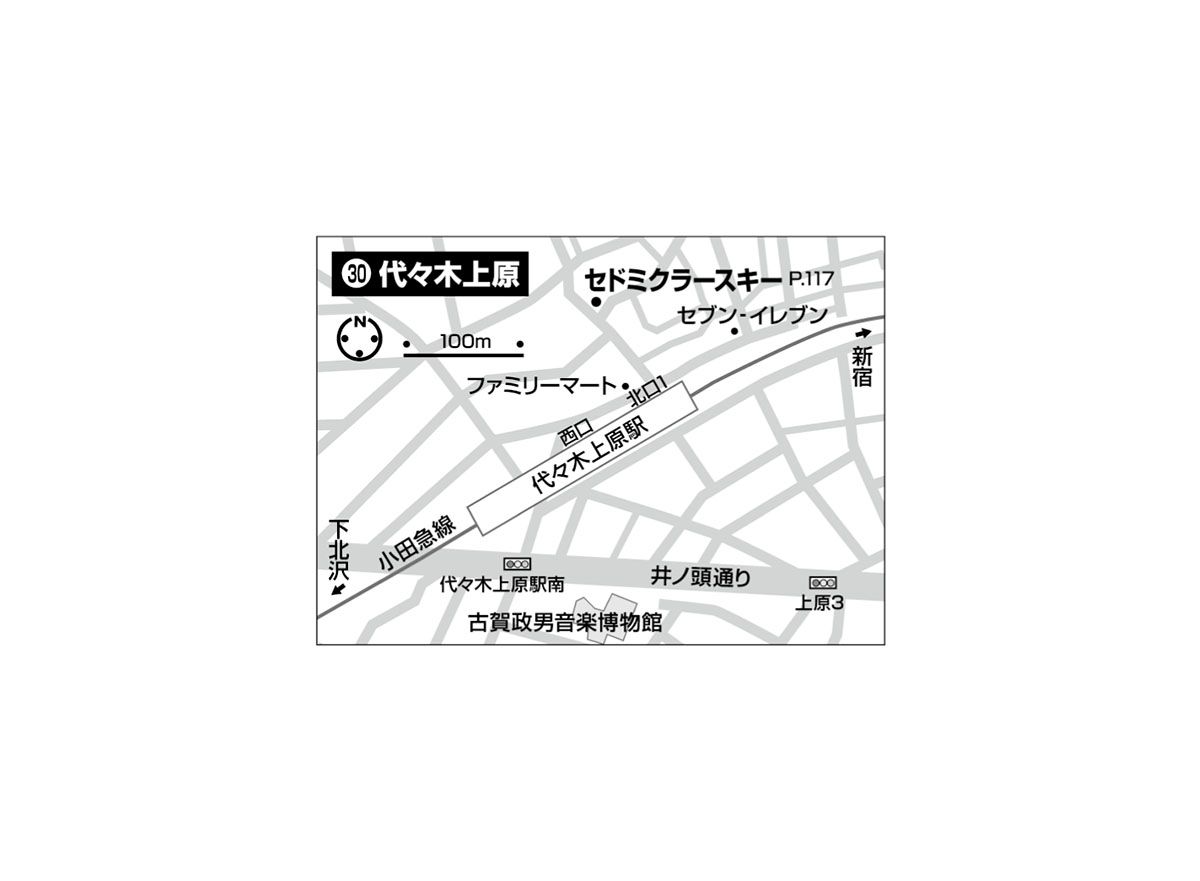 30 代々木上原
セドミクラースキー P.117
セブン-イレブン
N
100m
新宿
ファミリーマート
北口1
西口
代々木上原駅
小田急線
下北沢
代々木上原駅南
井ノ頭通り
上原3
古賀政男音楽博物館